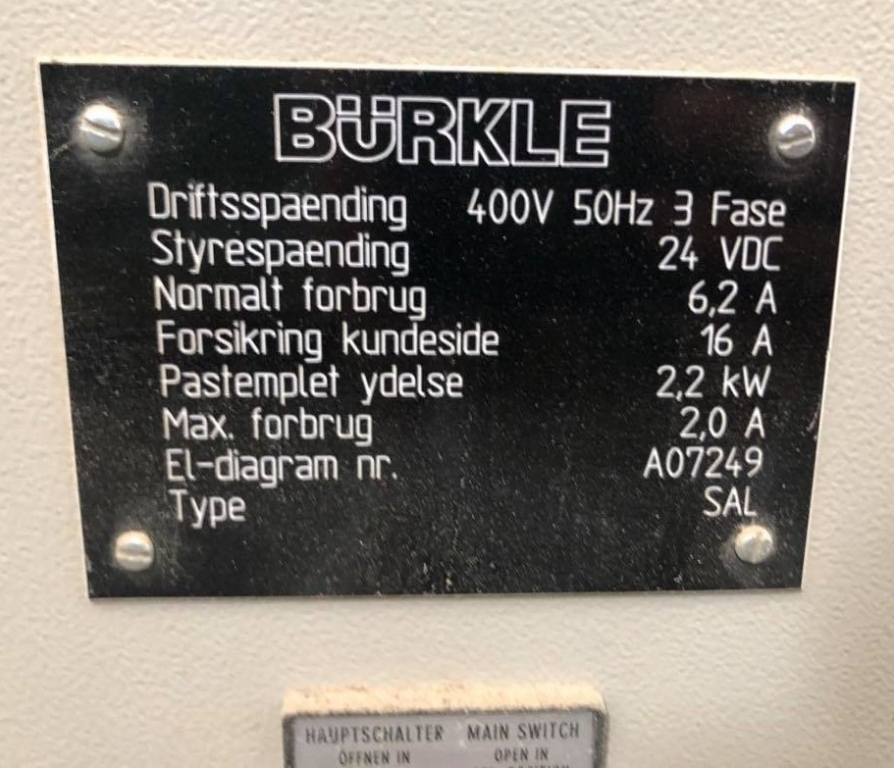 BÜRKLE
Driftsspaending 400V 50Hz 3 Fase
Styrespaending 24 VDC
Normalt forbrug 6,2 A
Forsikring kundeside 16 A
Pastemplet ydelse 2,2 kW
Max. forbrug 2,0 A
El-diagram nr. A07249
Type SAL
HAUPTSCHALTER MAIN SWITCH
ÖFFNEN IN OPEN IN